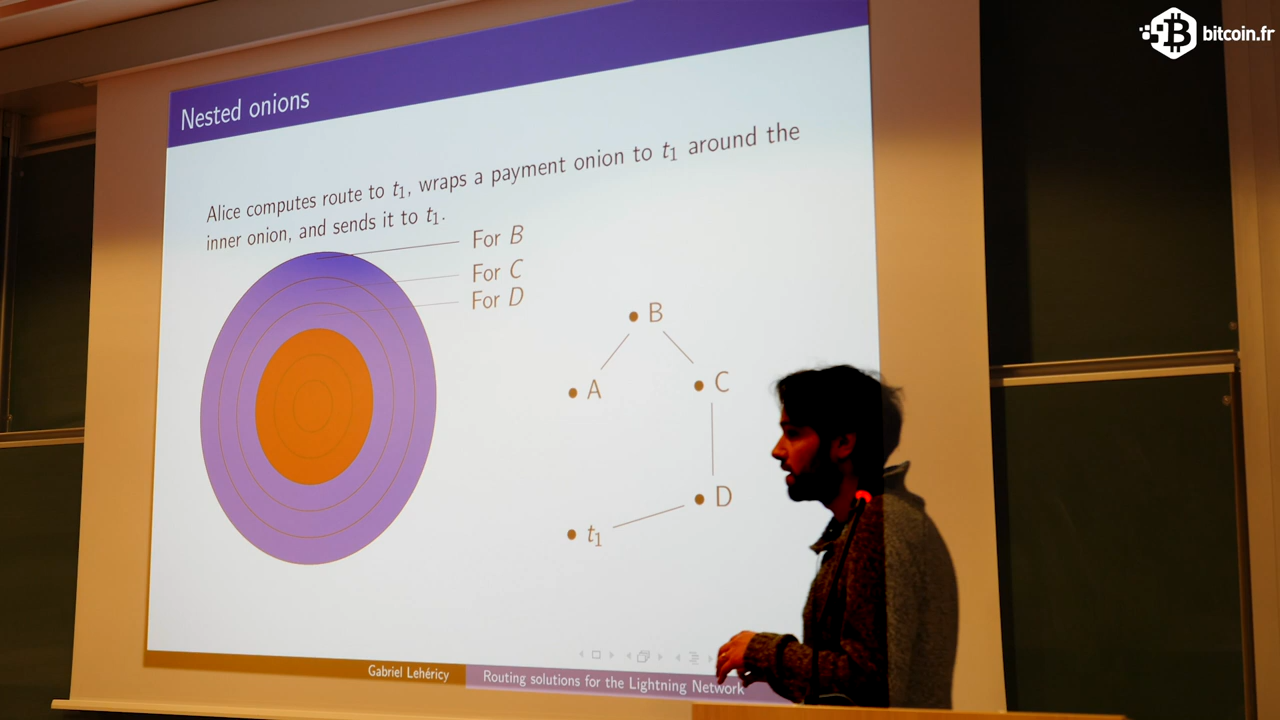 bitcoin.fr
Nested onions
Alice computes route to t₁, wraps a payment onion to t₁ around the
inner onion, and sends it to t₁.
For B
For C
For D
B
A
C
D
t₁
Gabriel Lehéricy
Routing solutions for the Lightning Network